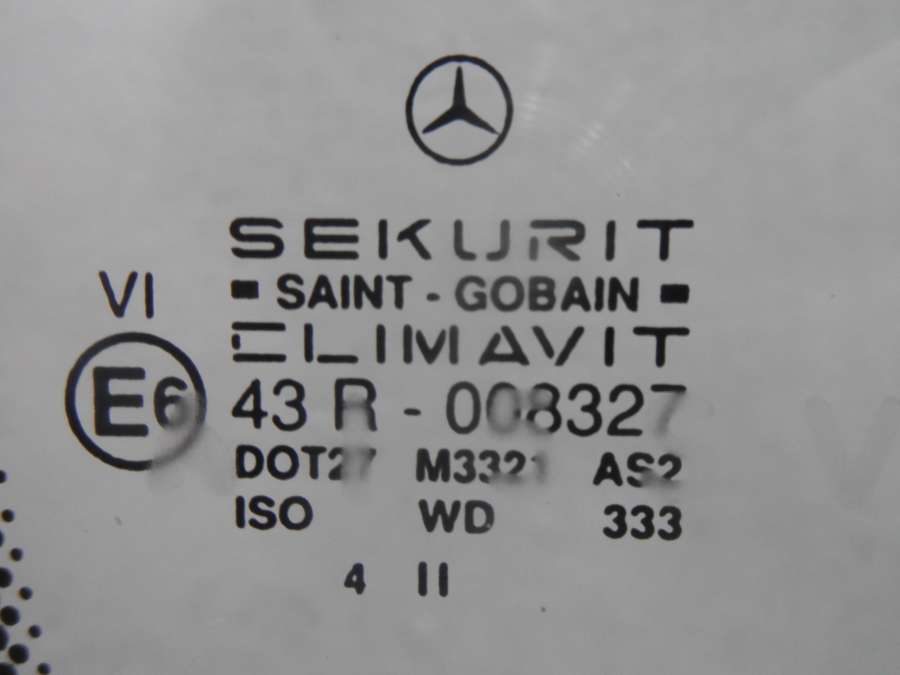 SEKURIT
SAINT - GOBAIN
CLIMAVIT
VI
E6
43 R - 008327
DOT27 M3321 AS2
ISO WD 333
4 II